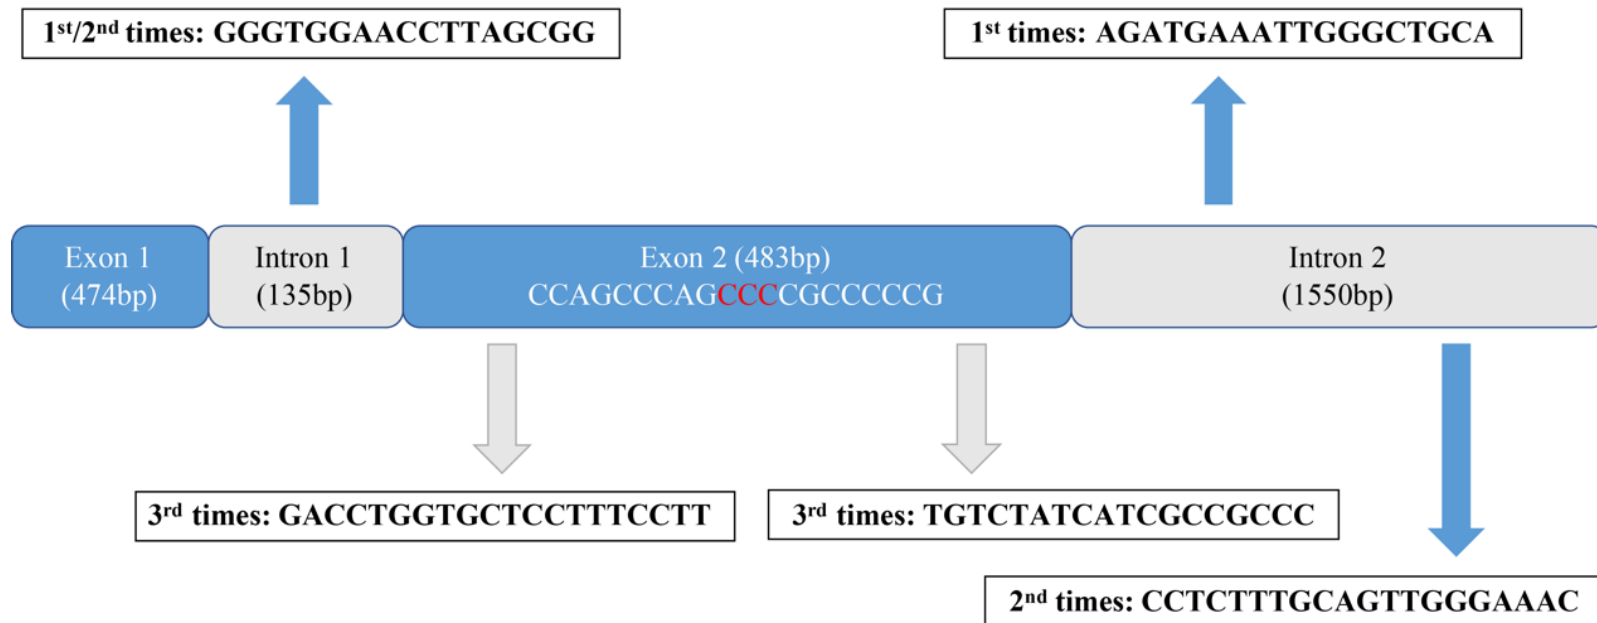 1st/2nd times: GGGTGGAACCTTAGCGG
1st times: AGATGAAATTGGGCTGCA
Exon 1
(474bp)
Intron 1
(135bp)
Exon 2 (483bp)
CCAGCCCAGCCCCGCCCCCG
Intron 2
(1550bp)
3rd times: GACCTGGTGCTCCTTTCCTT
3rd times: TGTCTATCATCGCCGCCC
2nd times: CCTCTTTGCAGTTGGGAAAC